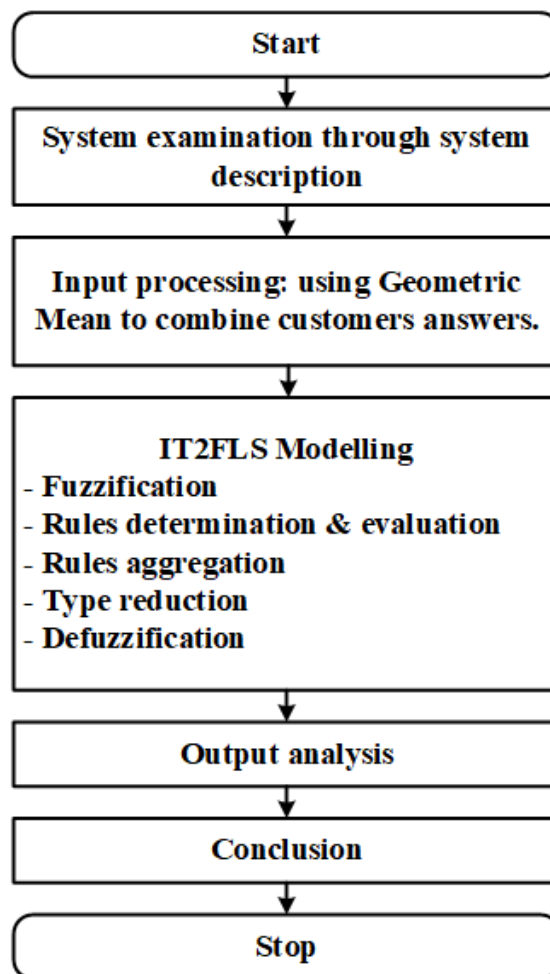 Start
System examination through system
description
Input processing: using Geometric
Mean to combine customers answers.
IT2FLS Modelling
- Fuzzification
- Rules determination & evaluation
- Rules aggregation
- Type reduction
- Defuzzification
Output analysis
Conclusion
Stop